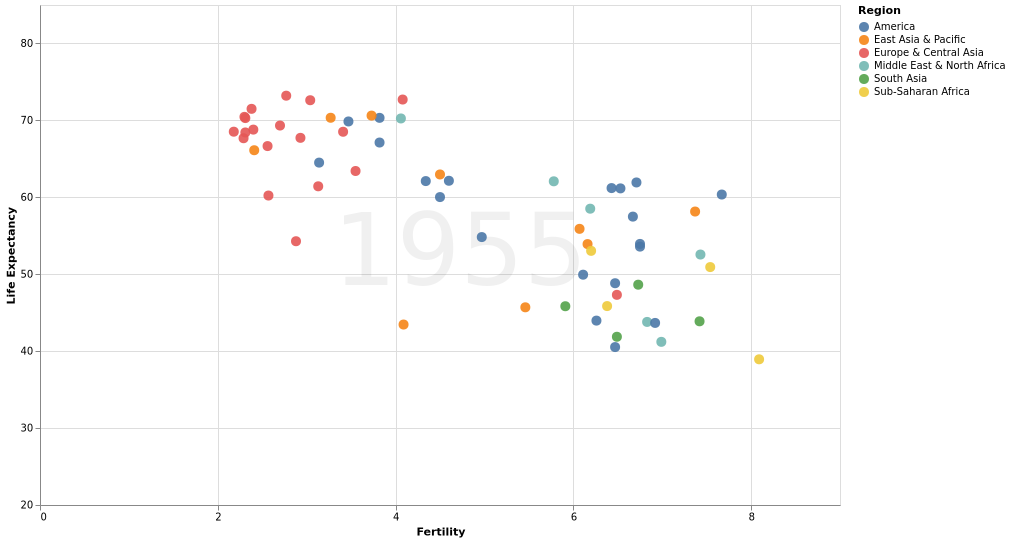 Region
America
East Asia & Pacific
Europe & Central Asia
Middle East & North Africa
South Asia
Sub-Saharan Africa
80
70
60
50
40
30
20
Life Expectancy
1955
0 2 4 6 8
Fertility